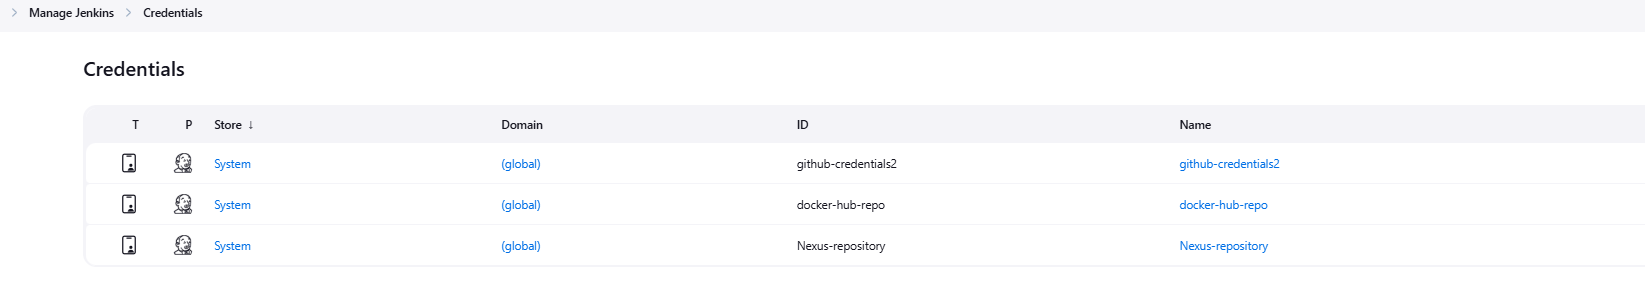 Manage Jenkins > Credentials
Credentials
T P Store ↓ Domain ID Name
System (global) github-credentials2 github-credentials2
System (global) docker-hub-repo docker-hub-repo
System (global) Nexus-repository Nexus-repository